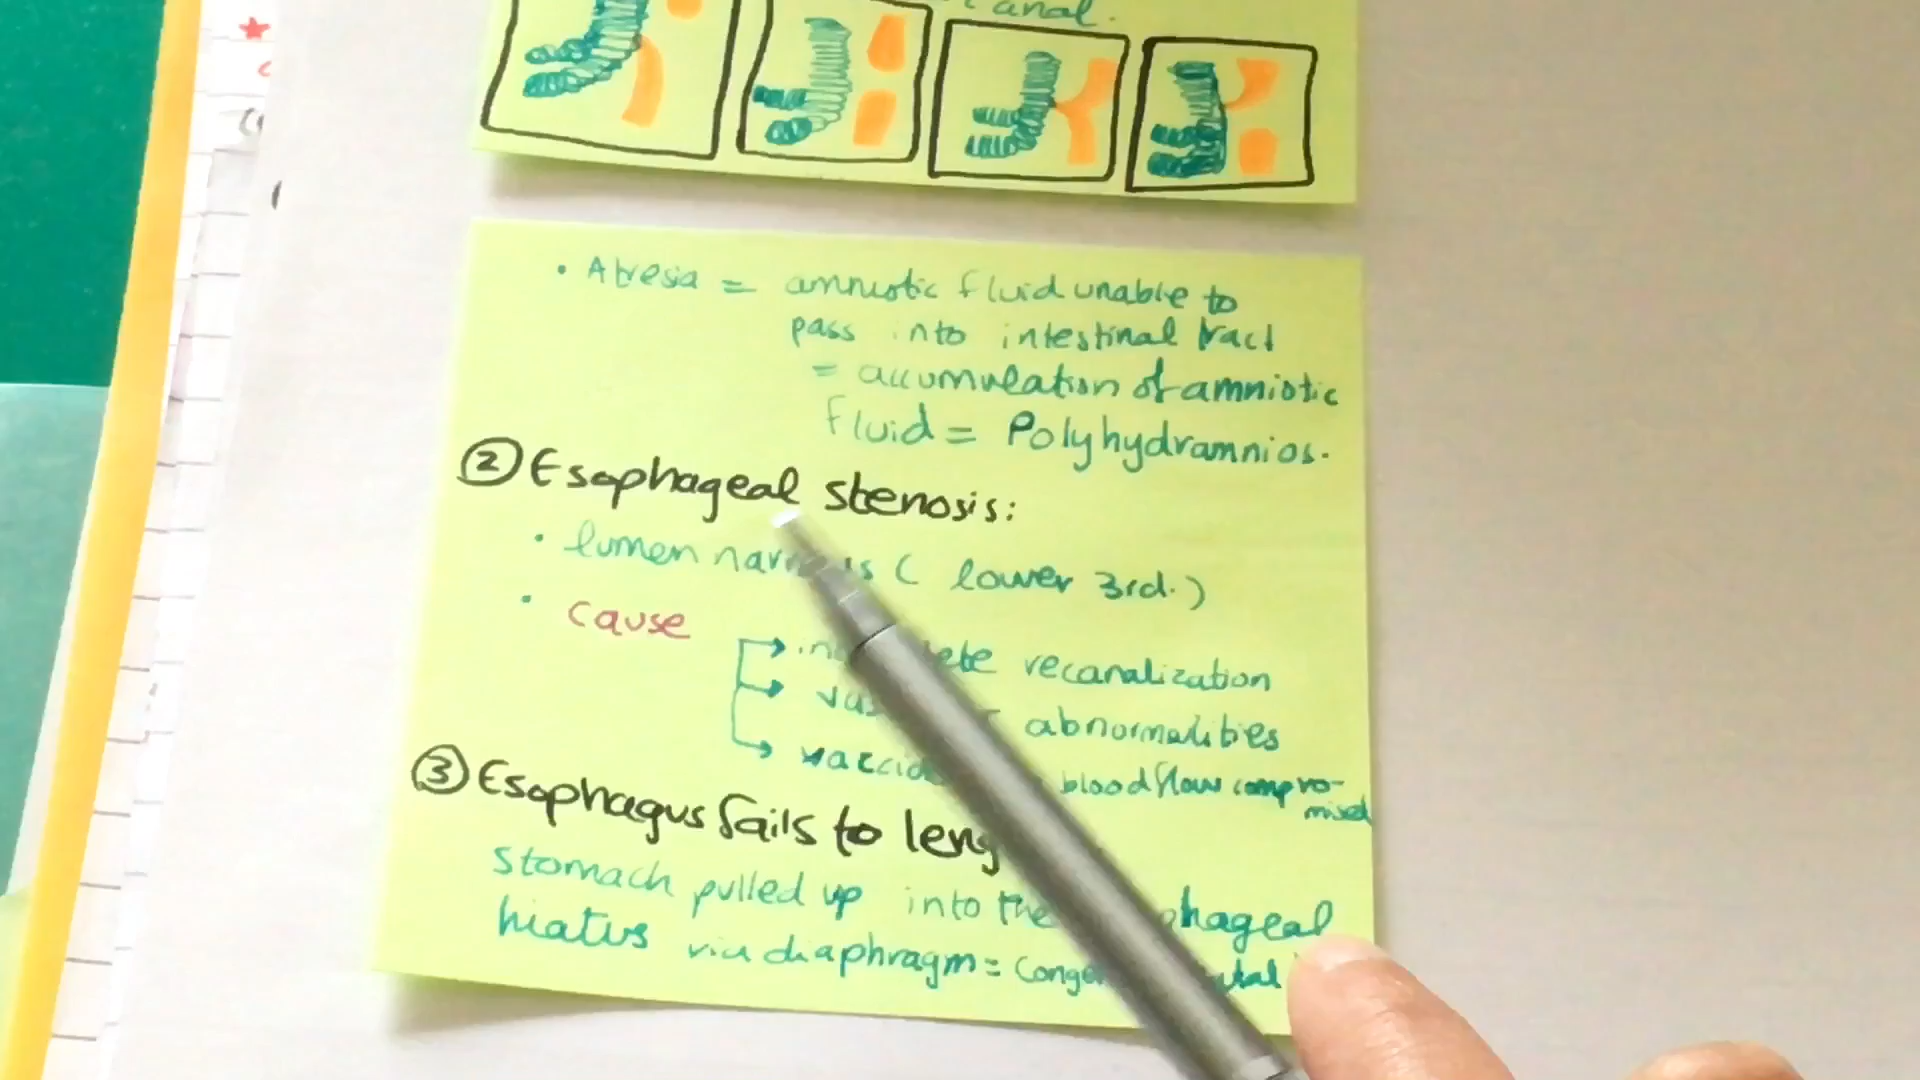 anal.
• Atresia = amniotic fluid unable to
pass into intestinal tract
= accumulation of amniotic
fluid = Polyhydramnios.
② Esophageal stenosis:
• lumen ( lower 3rd. )
• cause
→ recanalization
→ abnormalities
→ blood flow compro-
mised
③ Esophagus fails to
stomach pulled up into the
hiatus via diaphragm =